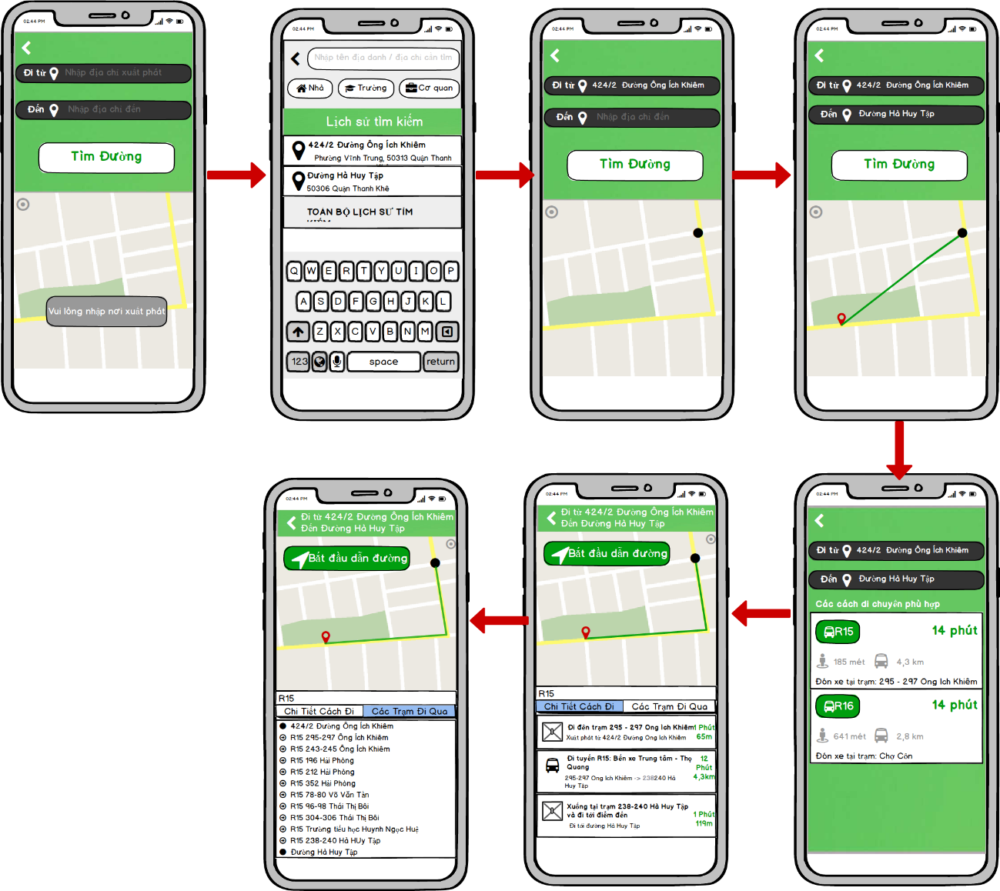 02:44 PM
Đi từ Nhập địa chỉ xuất phát
Đến Nhập địa chỉ đến
Tìm Đường
Vui lòng nhập nơi xuất phát
02:44 PM
Nhập tên địa danh / địa chỉ cần tìm
Nhà Trường Cơ quan
Lịch sử tìm kiếm
424/2 Đường Ông Ích Khiêm
Phường Vĩnh Trung, 50313 Quận Thanh
Đường Hà Huy Tập
50306 Quận Thanh Khê
TOÀN BỘ LỊCH SỬ TÌM
Q W E R T Y U I O P
A S D F G H J K L
Z X C V B N M
123 space return
02:44 PM
Đi từ 424/2 Đường Ông Ích Khiêm
Đến Nhập địa chỉ đến
Tìm Đường
02:44 PM
Đi từ 424/2 Đường Ông Ích Khiêm
Đến Đường Hà Huy Tập
Tìm Đường
02:44 PM
Đi từ 424/2 Đường Ông Ích Khiêm
Đến Đường Hà Huy Tập
Các cách di chuyển phù hợp
R15 14 phút
185 mét 4,3 km
Đón xe tại trạm: 295 - 297 Ong Ich Khiêm
R16 14 phút
641 mét 2,8 km
Đón xe tại trạm: Chợ Cồn
02:44 PM
Đi từ 424/2 Đường Ông Ích Khiêm
Đến Đường Hà Huy Tập
Bắt đầu dẫn đường
R15
Chi Tiết Cách Đi Các Trạm Đi Qua
Đi đến trạm 295 - 297 Ong Ich Khiêm 1 Phút
Xuất phát từ 424/2 Đường Ong Ich Khiêm 65m
Đi tuyến R15: Bến xe Trung tâm - Thọ 12
Quang Phút
295-297 Ong Ich Khiêm -> 238240 Hà 4,3km
Huy Tập
Xuống tại trạm 238-240 Hà Huy Tập
và đi tới điểm đến 1 Phút
Đi tới đường Hà Huy Tập 119m
02:44 PM
Đi từ 424/2 Đường Ông Ích Khiêm
Đến Đường Hà Huy Tập
Bắt đầu dẫn đường
R15
Chi Tiết Cách Đi Các Trạm Đi Qua
424/2 Đường Ông Ích Khiêm
R15 295-297 Ông Ích Khiêm
R15 243-245 Ông Ích Khiêm
R15 196 Hải Phòng
R15 212 Hải Phòng
R15 352 Hải Phòng
R15 78-80 Võ Văn Tần
R15 96-98 Thái Thị Bôi
R15 304-306 Thái Thị Bôi
R15 Trường tiểu học Huynh Ngọc Huệ
R15 238-240 Hà HUy Tập
Đường Hà Huy Tập